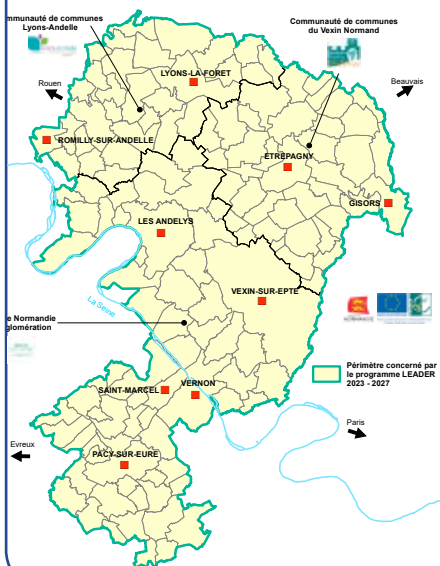 ommunauté de communes
Lyons-Andelle
Communauté de communes
du Vexin Normand
Rouen
Beauvais
LYONS-LA-FORET
ROMILLY-SUR-ANDELLE
ETREPAGNY
GISORS
LES ANDELYS
VEXIN-SUR-EPTE
La Seine
e Normandie
glomération
NORMANDIE
Périmètre concerné par
le programme LEADER
2023 - 2027
SAINT-MARCEL
VERNON
Paris
Evreux
PACY-SUR-EURE